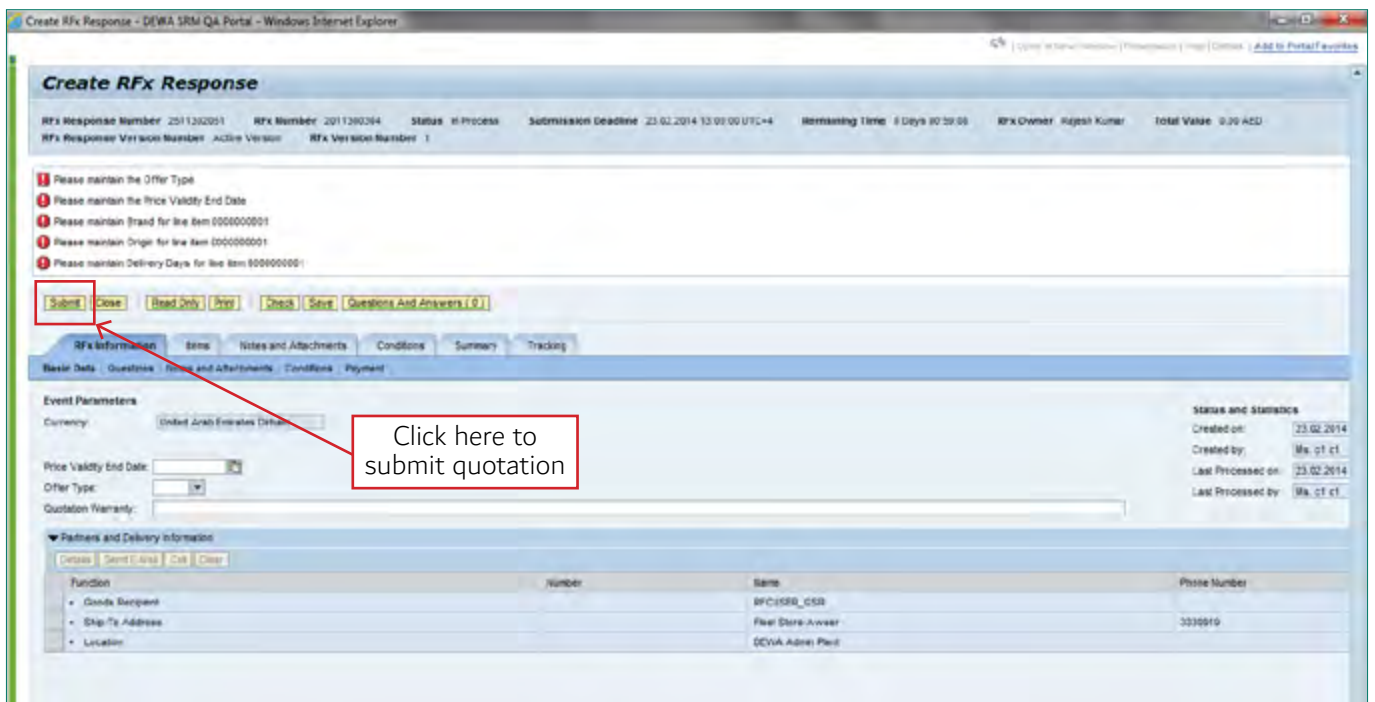 Create RFx Response - DEWA SRM QA Portal - Windows Internet Explorer
Add to Portal Favorites
Create RFx Response
RFx Response Number 2511302051 RFx Number 2011300304 Status In Process Submission Deadline 23.02.2014 13:00:00 UTC+4 Remaining Time 0 Days RFx Owner Rajesh Kumar Total Value 0.00 AED
RFx Response Version Number Active Version RFx Version Number 1
Please maintain the Offer Type
Please maintain the Price Validity End Date
Please maintain Brand for line item 0000000001
Please maintain Origin for line item 0000000001
Please maintain Delivery Days for line item 0000000001
Submit Close Read Only Print Check Save Questions And Answers ( 0 )
RFx Information Items Notes and Attachments Conditions Summary Tracking
Basic Data Questions Notes and Attachments Conditions Payment
Event Parameters
Currency: United Arab Emirates Dirham
Click here to
submit quotation
Price Validity End Date:
Offer Type:
Quotation Warranty:
Status and Statistics
Created on: 23.02.2014
Created by: Ms. c1 c1
Last Processed on: 23.02.2014
Last Processed by: Ms. c1 c1
Partners and Delivery Information
Details Send E-Mail Call Clear
Function Number Name Phone Number
Goods Recipient
Ship-To Address Fleet Store-Aweer
Location DEWA Admin Plant